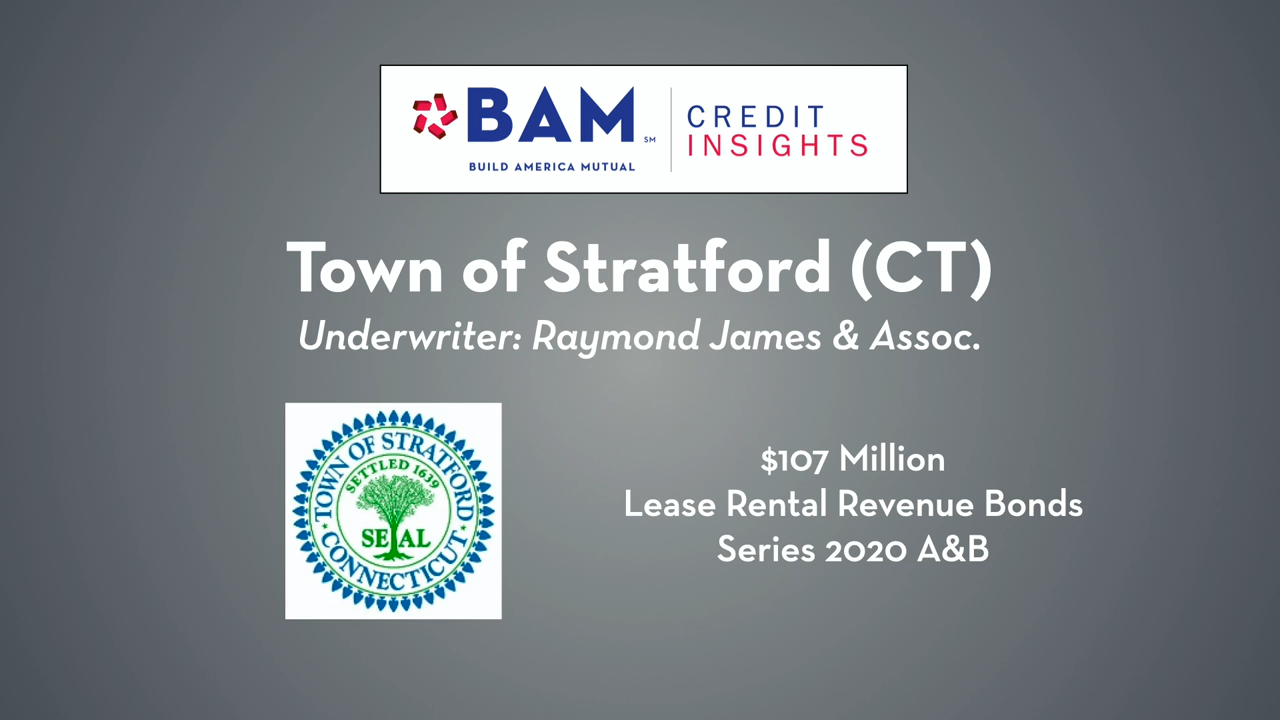 BAM SM
BUILD AMERICA MUTUAL
CREDIT
INSIGHTS
Town of Stratford (CT)
Underwriter: Raymond James & Assoc.
TOWN OF STRATFORD
SETTLED 1639
SEAL
CONNECTICUT
$107 Million
Lease Rental Revenue Bonds
Series 2020 A&B